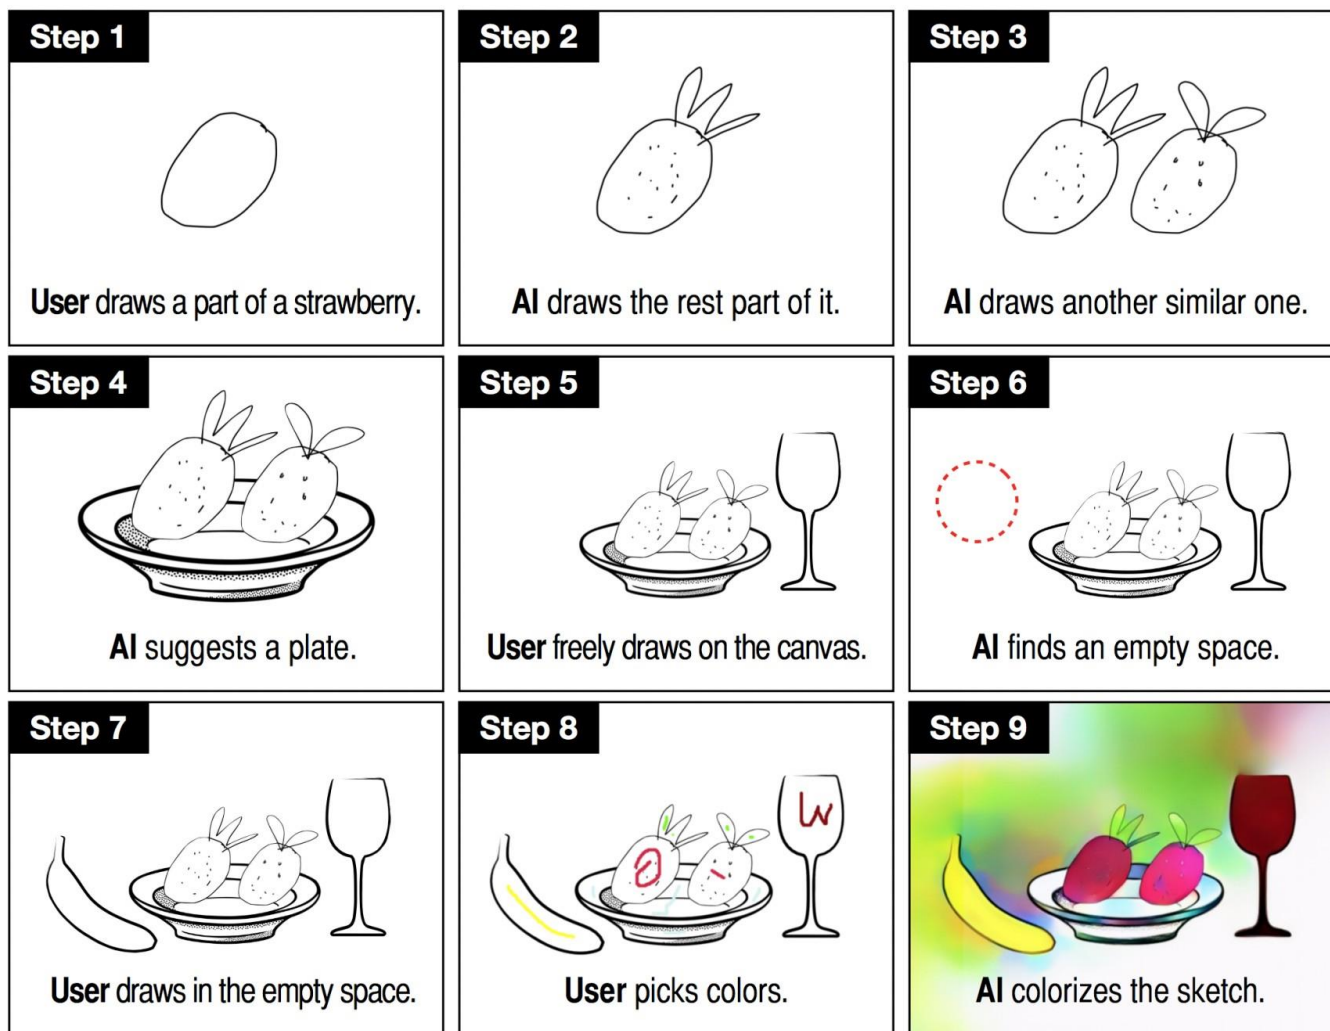 Step 1
User draws a part of a strawberry.
Step 2
AI draws the rest part of it.
Step 3
AI draws another similar one.
Step 4
AI suggests a plate.
Step 5
User freely draws on the canvas.
Step 6
AI finds an empty space.
Step 7
User draws in the empty space.
Step 8
User picks colors.
Step 9
AI colorizes the sketch.